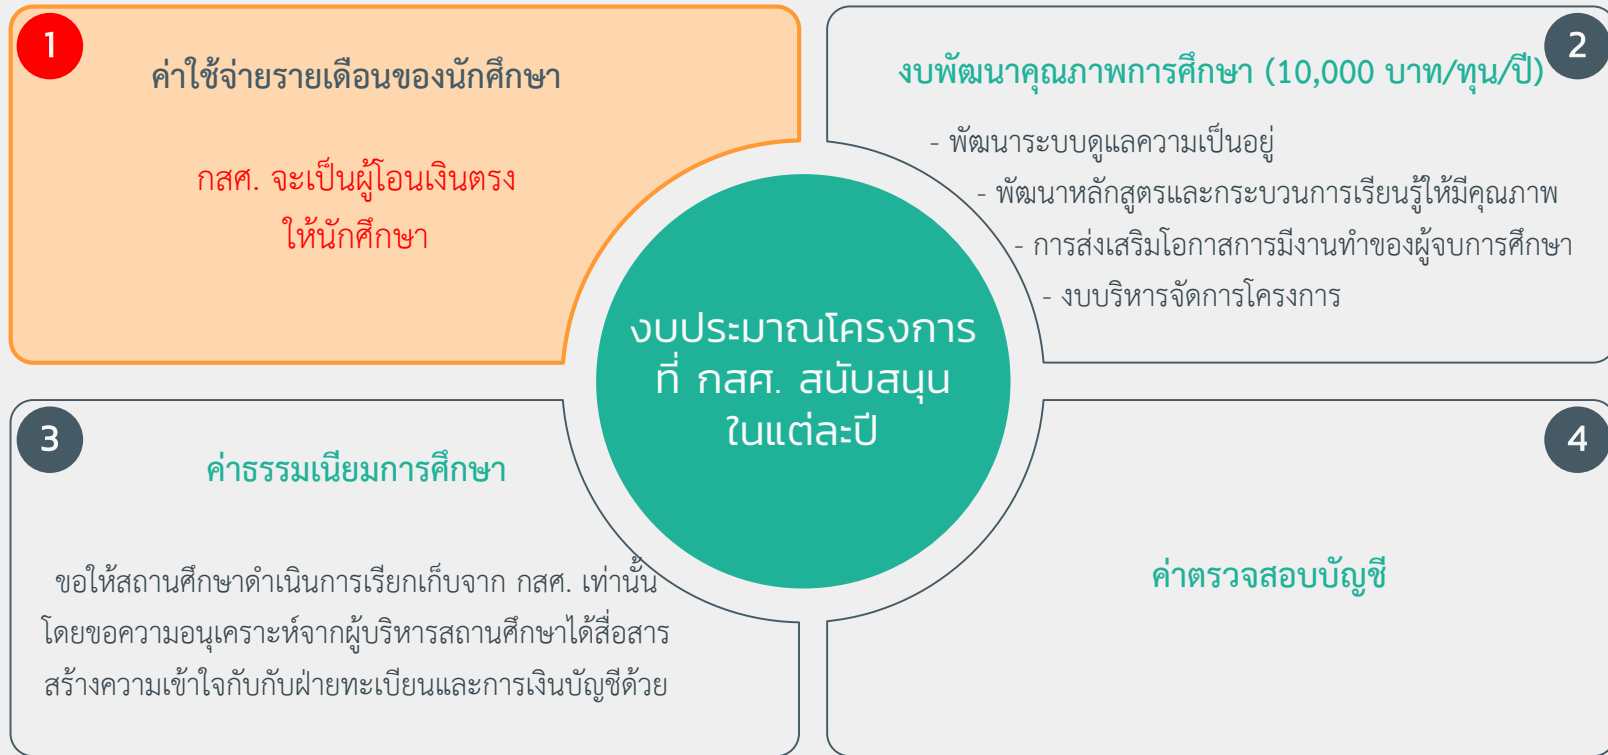 1
ค่าใช้จ่ายรายเดือนของนักศึกษา
กสศ. จะเป็นผู้โอนเงินตรง
ให้นักศึกษา
2
งบพัฒนาคุณภาพการศึกษา (10,000 บาท/ทุน/ปี)
- พัฒนาระบบดูแลความเป็นอยู่
- พัฒนาหลักสูตรและกระบวนการเรียนรู้ให้มีคุณภาพ
- การส่งเสริมโอกาสการมีงานทำของผู้จบการศึกษา
- งบบริหารจัดการโครงการ
งบประมาณโครงการ
ที่ กสศ. สนับสนุน
ในแต่ละปี
3
ค่าธรรมเนียมการศึกษา
ขอให้สถานศึกษาดำเนินการเรียกเก็บจาก กสศ. เท่านั้น
โดยขอความอนุเคราะห์จากผู้บริหารสถานศึกษาได้สื่อสาร
สร้างความเข้าใจกับกับฝ่ายทะเบียนและการเงินบัญชีด้วย
4
ค่าตรวจสอบบัญชี